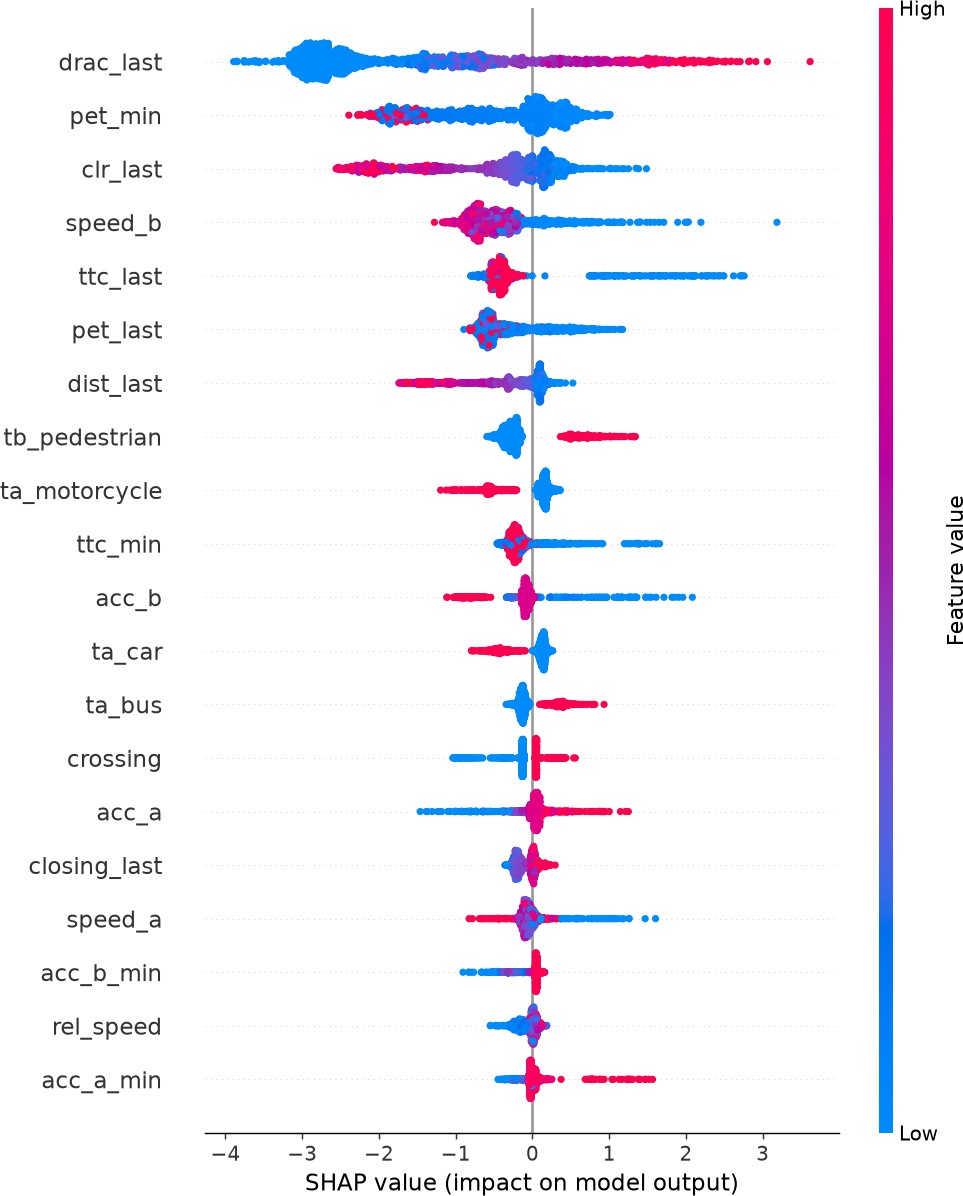 High
drac_last
pet_min
clr_last
speed_b
ttc_last
pet_last
dist_last
tb_pedestrian
ta_motorcycle
ttc_min
acc_b
ta_car
ta_bus
crossing
acc_a
closing_last
speed_a
acc_b_min
rel_speed
acc_a_min
Feature value
Low
−4 −3 −2 −1 0 1 2 3
SHAP value (impact on model output)